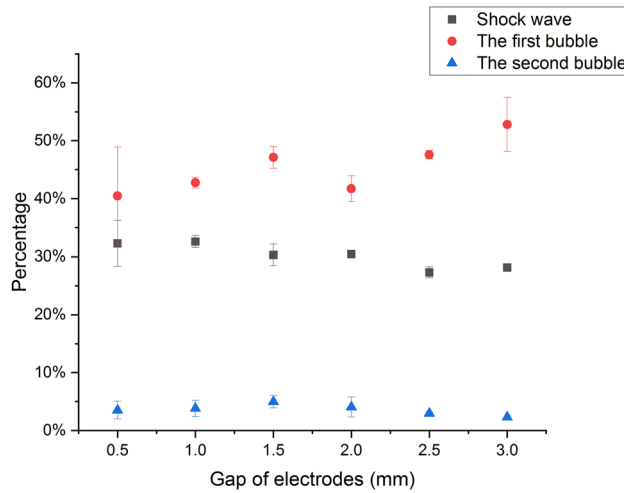 Shock wave
The first bubble
The second bubble
60%
50%
40%
30%
20%
10%
0%
Percentage
0.5 1.0 1.5 2.0 2.5 3.0
Gap of electrodes (mm)